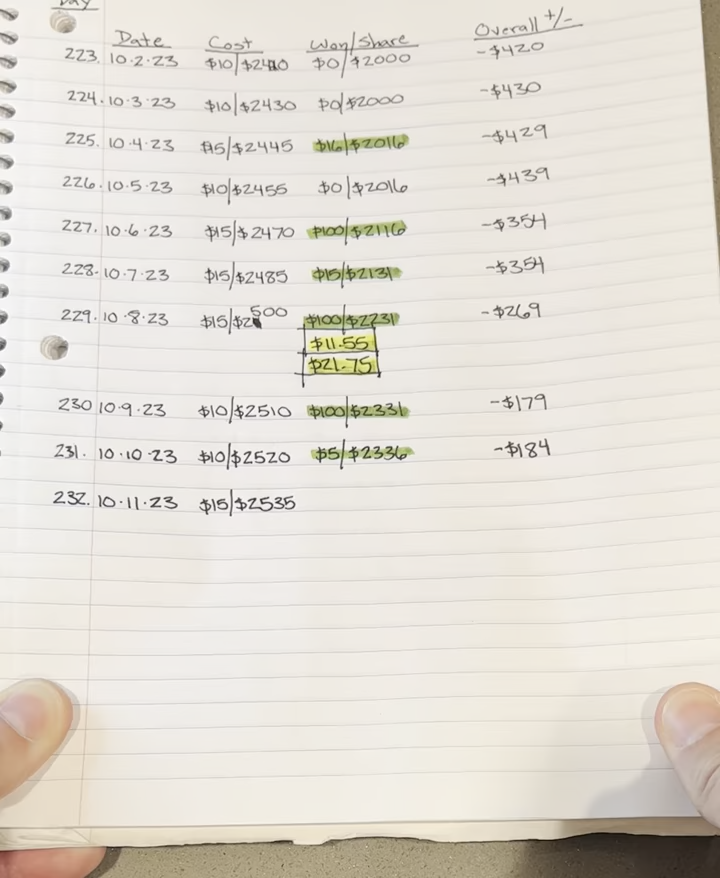 Day
Date Cost Won/Share Overall +/-
223. 10.2.23 $10/$2420 $0/$2000 -$420
224. 10.3.23 $10/$2430 $0/$2000 -$430
225. 10.4.23 $15/$2445 $16/$2016 -$429
226. 10.5.23 $10/$2455 $0/$2016 -$439
227. 10.6.23 $15/$2470 $100/$2116 -$354
228. 10.7.23 $15/$2485 $15/$2131 -$354
229. 10.8.23 $15/$2500 $100/$2231 -$269
$11.55
$21.75
230 10.9.23 $10/$2510 $100/$2331 -$179
231. 10.10.23 $10/$2520 $5/$2336 -$184
232. 10.11.23 $15/$2535